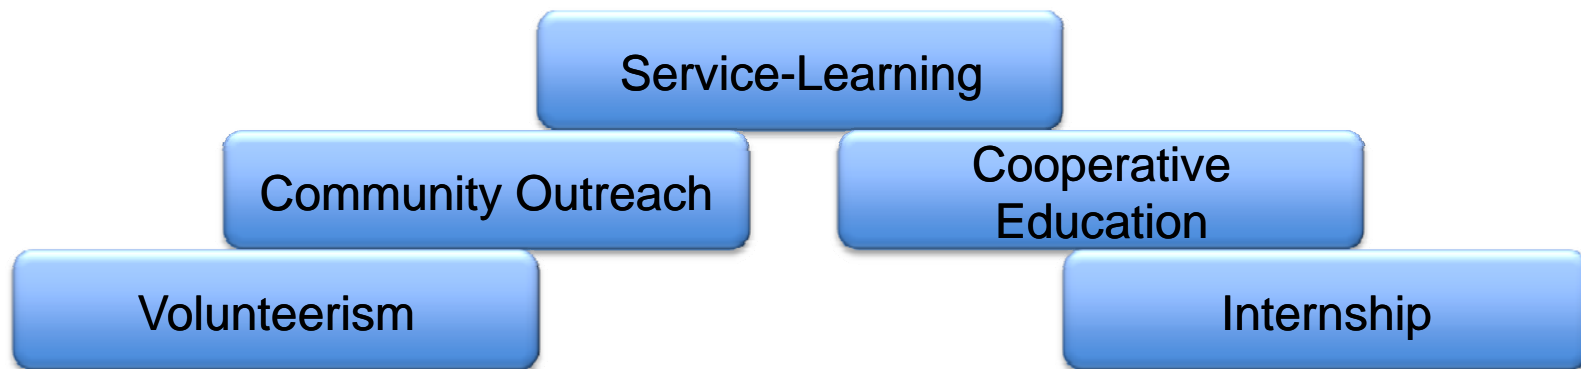 Service-Learning
Community Outreach
Cooperative
Education
Volunteerism
Internship